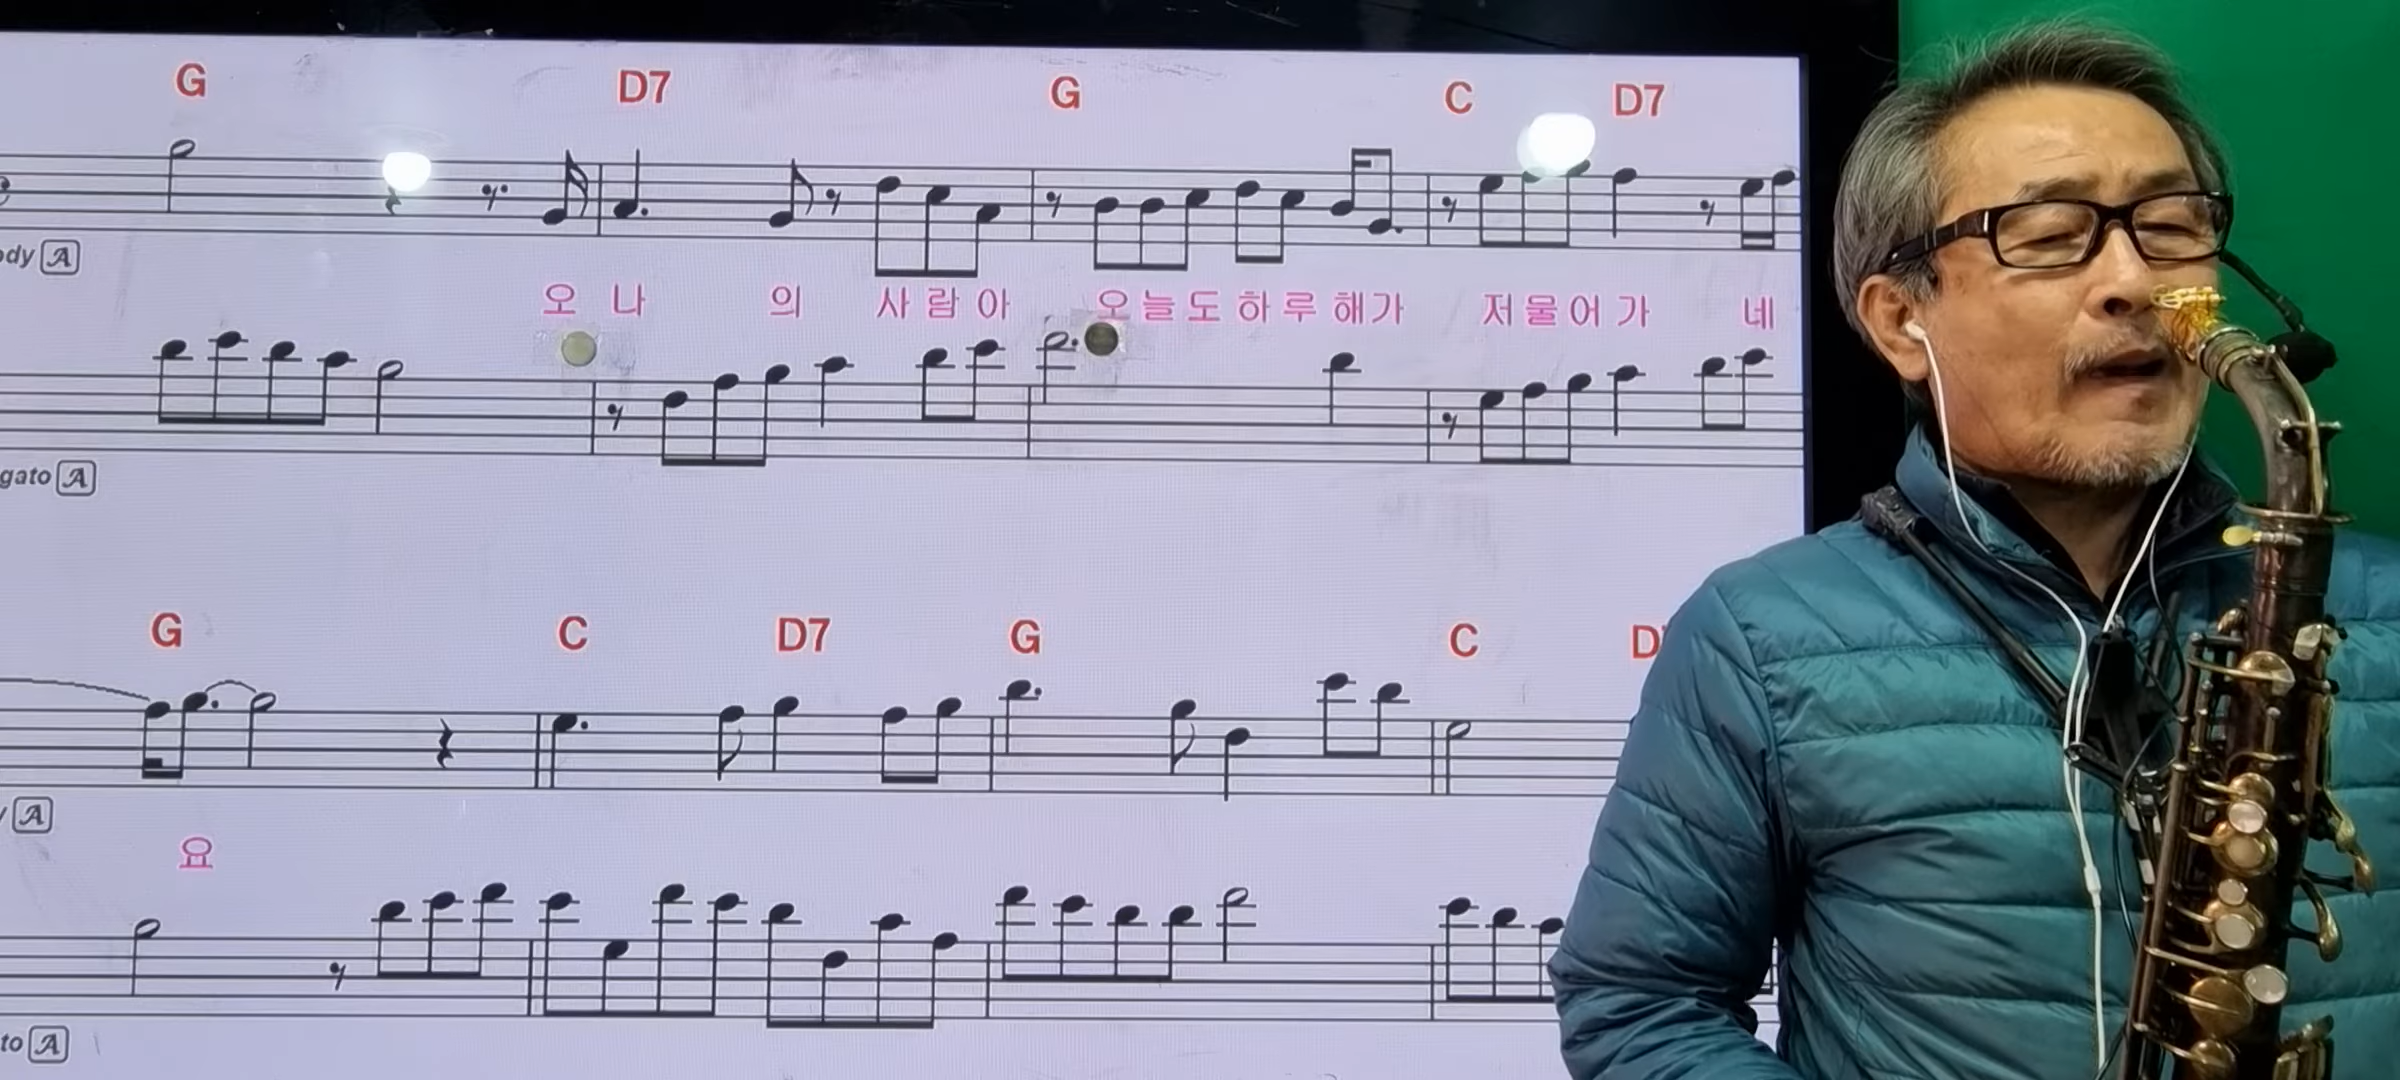 G D7 G C D7
ody A
오 나 의 사 람 아 오 늘 도 하 루 해 가 저 물 어 가 네
gato A
G C D7 G C D
A
요
to A